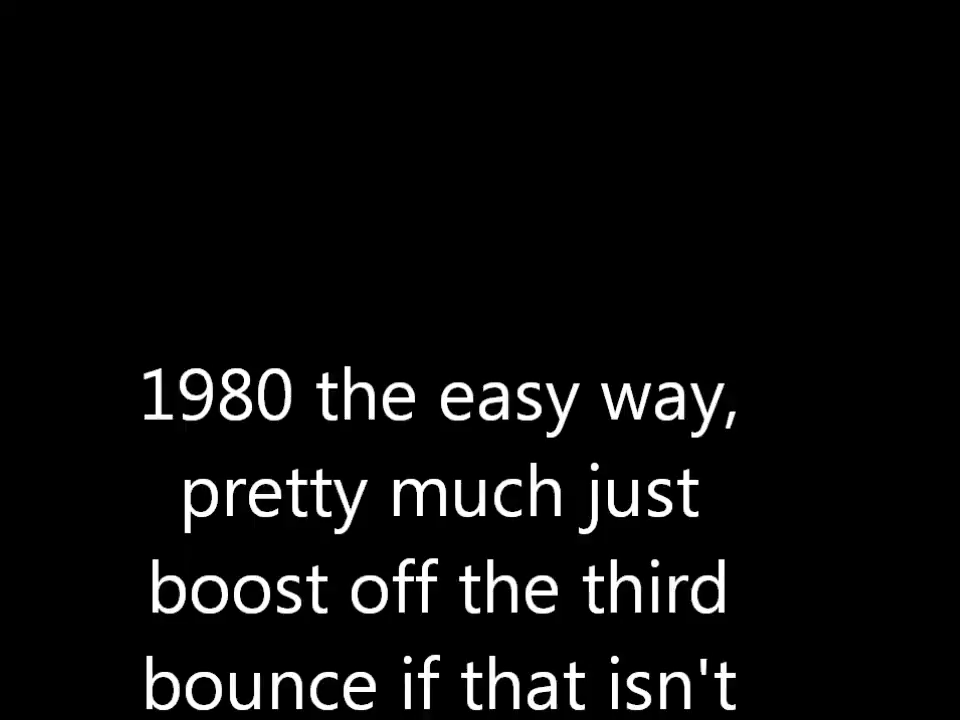 1980 the easy way,
pretty much just
boost off the third
bounce if that isn't